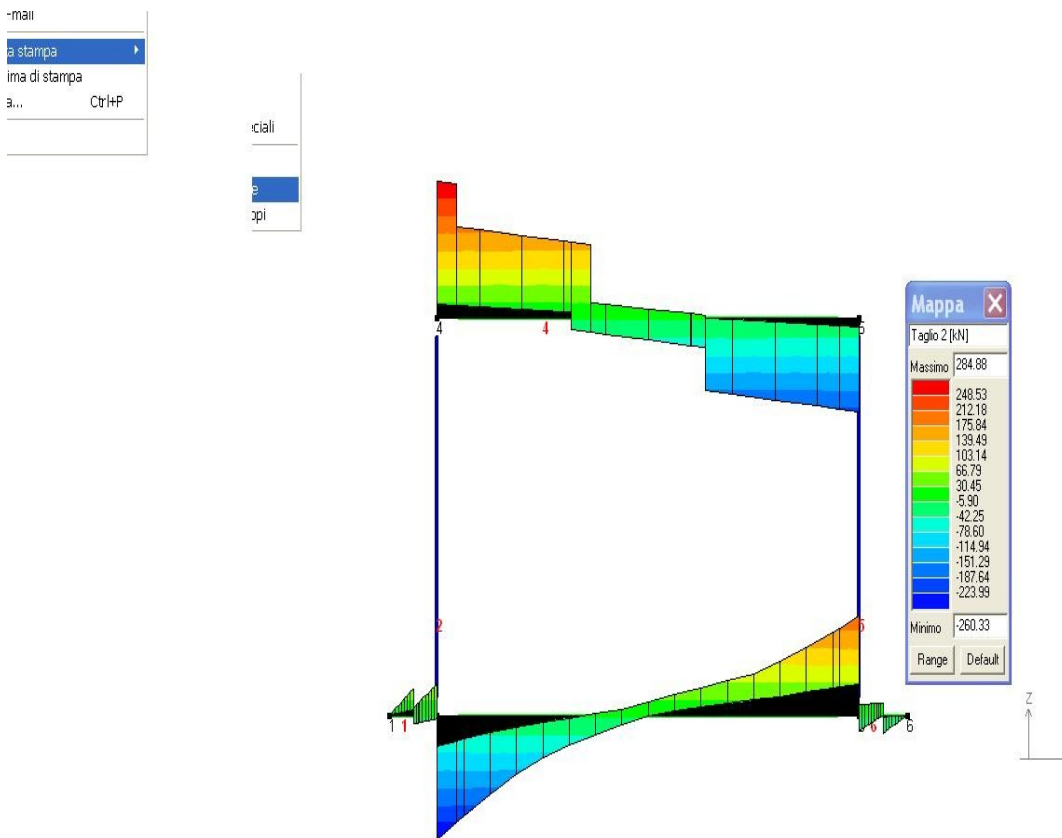 -mail
a stampa
ima di stampa
a... Ctrl+P
eciali
e
opi
4
4
5
2
5
1
1
6
6
Z
Mappa
Taglio 2 [kN]
Massimo 284.88
248.53
212.18
175.84
139.49
103.14
66.79
30.45
-5.90
-42.25
-78.60
-114.94
-151.29
-187.64
-223.99
Minimo -260.33
Range Default